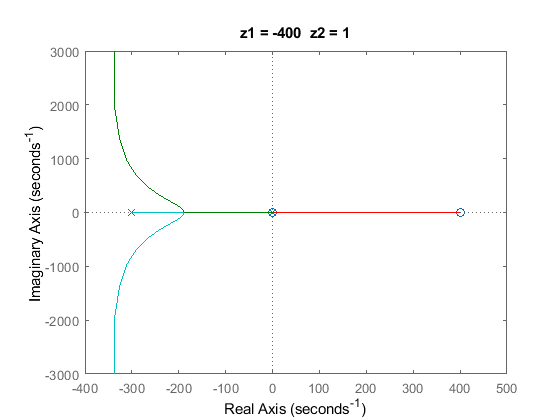 z1 = -400 z2 = 1
3000
2000
1000
0
-1000
-2000
-3000
Imaginary Axis (seconds⁻¹)
-400 -300 -200 -100 0 100 200 300 400 500
Real Axis (seconds⁻¹)